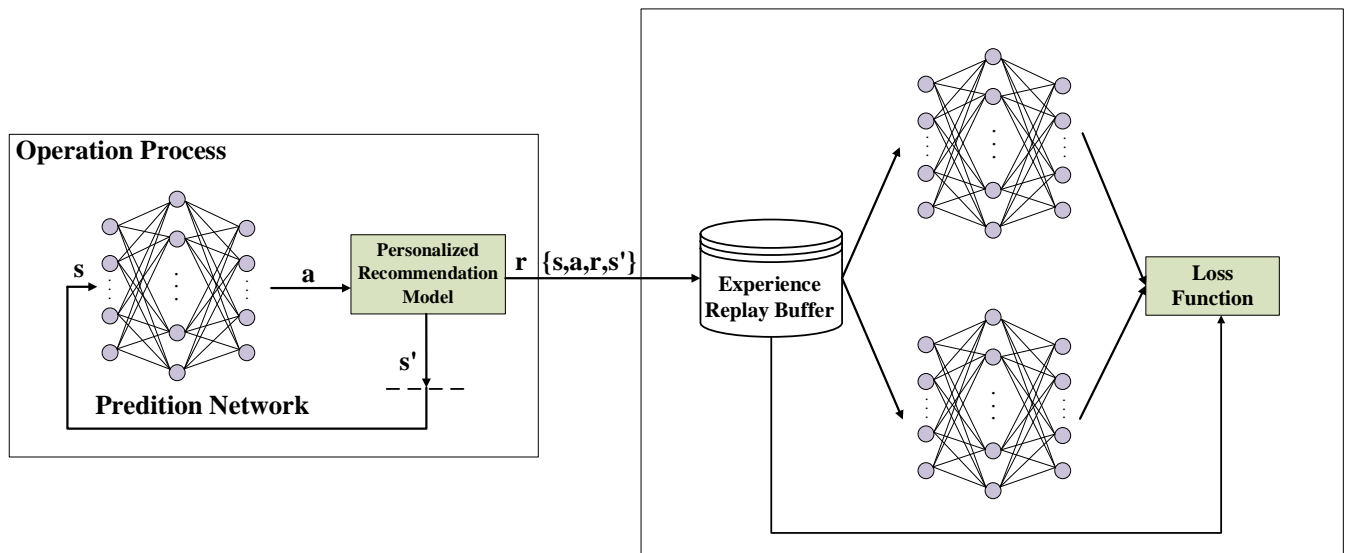 Operation Process
s
a
Personalized
Recommendation
Model
r {s,a,r,s'}
s'
Predition Network
Experience
Replay Buffer
Loss
Function